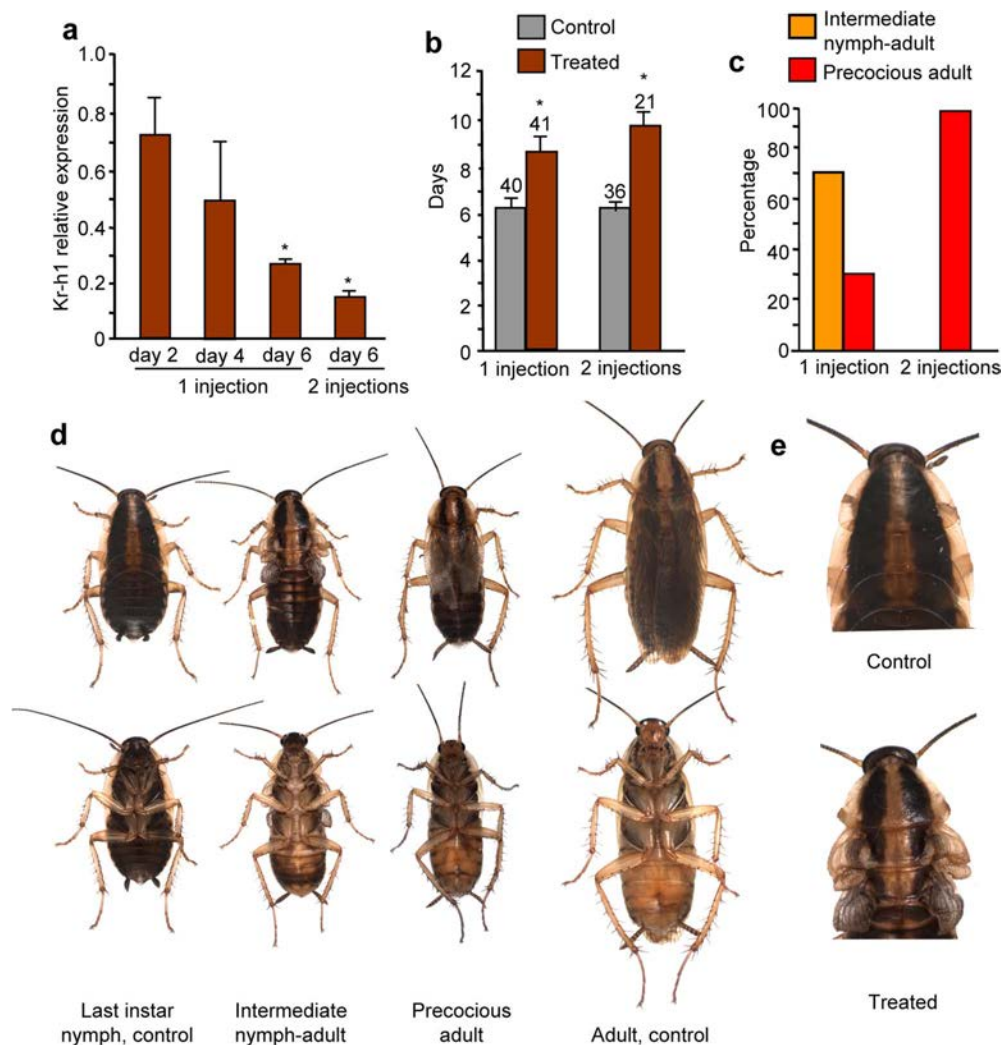 a
Kr-h1 relative expression
1.0
0.8
0.6
0.4
0.2
0
*
*
day 2
day 4
day 6
day 6
1 injection
2 injections
b
Control
Treated
Days
12
10
8
6
4
2
0
40
*
41
36
*
21
1 injection
2 injections
Intermediate
nymph-adult
Precocious adult
c
Percentage
100
80
60
40
20
0
1 injection
2 injections
d
Last instar
nymph, control
Intermediate
nymph-adult
Precocious
adult
Adult, control
e
Control
Treated